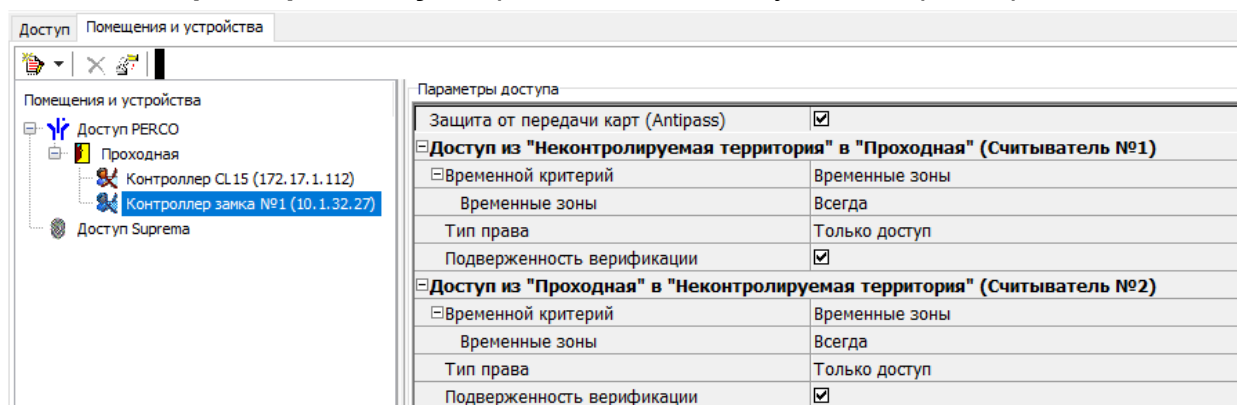 Доступ Помещения и устройства
Помещения и устройства
Доступ PERCO
Проходная
Контроллер CL15 (172.17.1.112)
Контроллер замка №1 (10.1.32.27)
Доступ Suprema
Параметры доступа
Защита от передачи карт (Antipass)
Доступ из "Неконтролируемая территория" в "Проходная" (Считыватель №1)
Временной критерий Временные зоны
Временные зоны Всегда
Тип права Только доступ
Подверженность верификации
Доступ из "Проходная" в "Неконтролируемая территория" (Считыватель №2)
Временной критерий Временные зоны
Временные зоны Всегда
Тип права Только доступ
Подверженность верификации